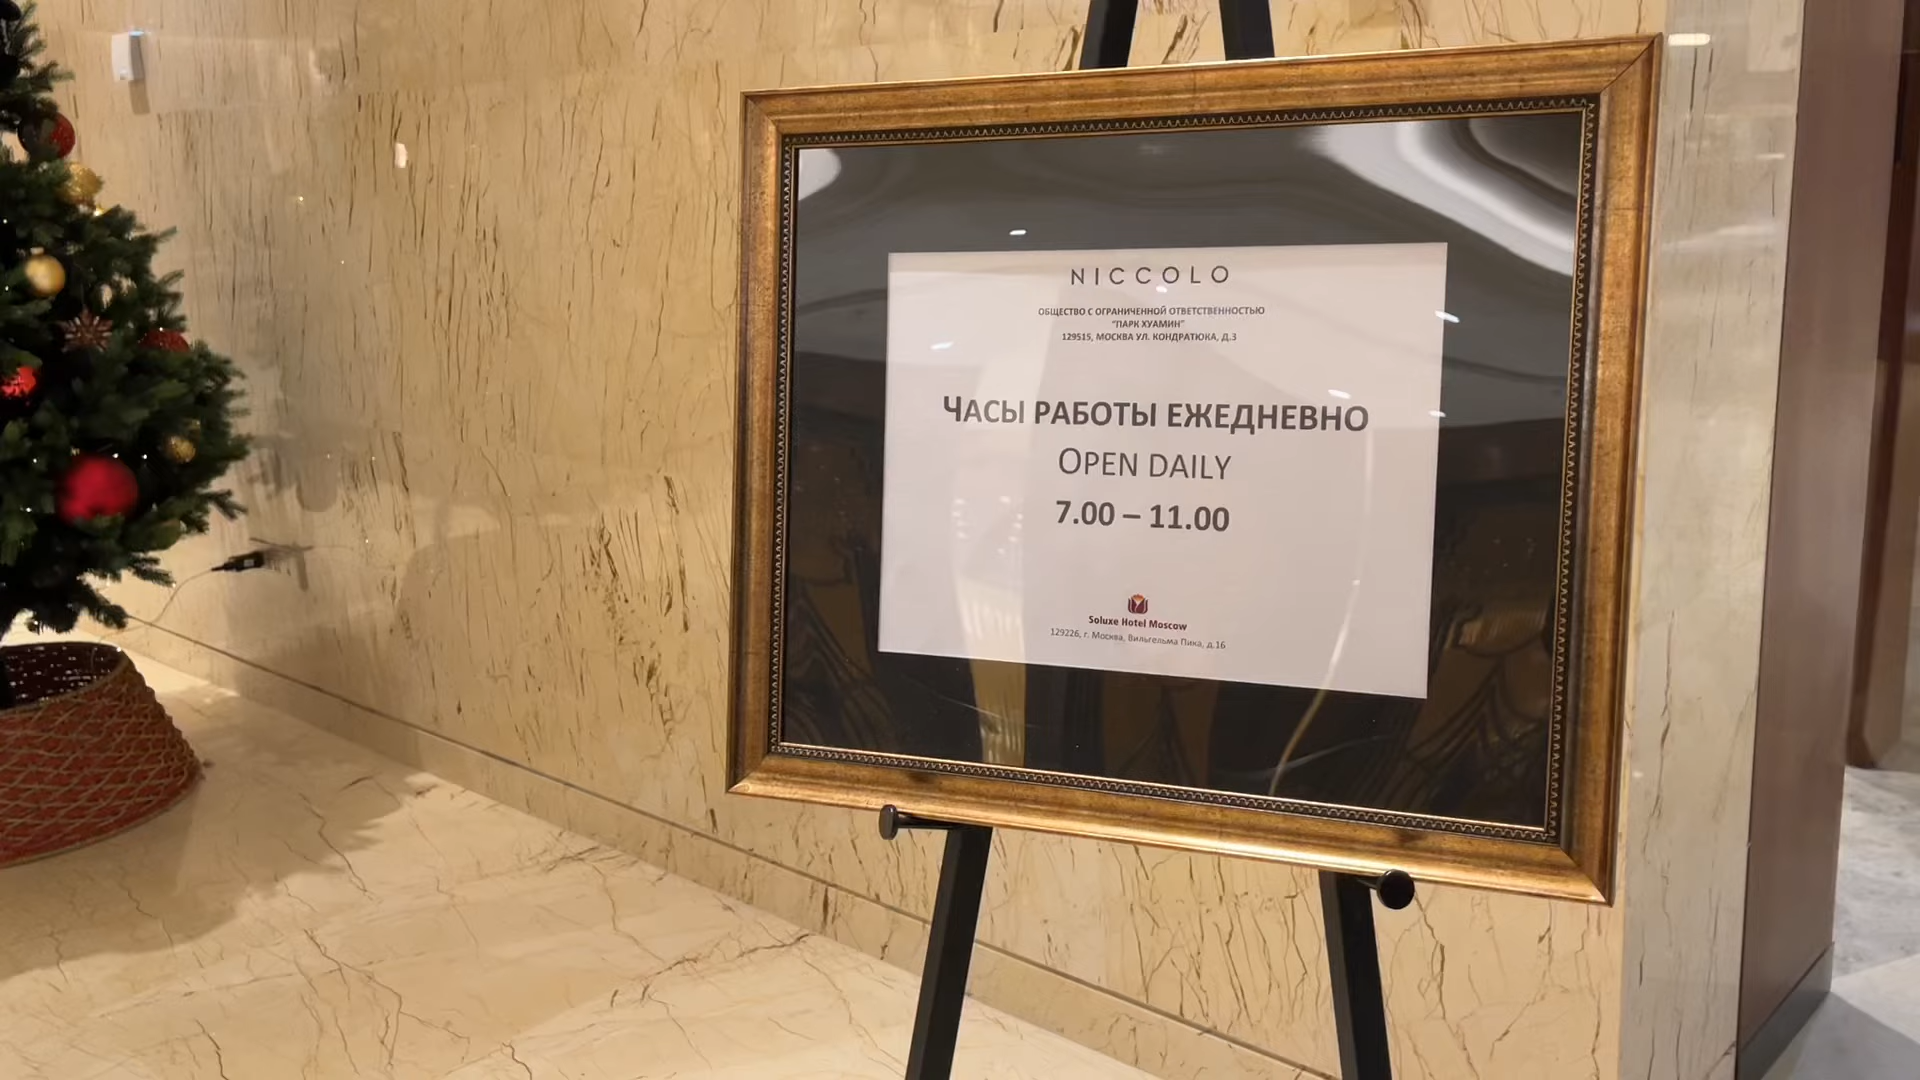 NICCOLO
ОБЩЕСТВО С ОГРАНИЧЕННОЙ ОТВЕТСТВЕННОСТЬЮ
"ПАРК ХУАМИН"
129515, МОСКВА УЛ. КОНДРАТЮКА, Д.3
ЧАСЫ РАБОТЫ ЕЖЕДНЕВНО
OPEN DAILY
7.00 – 11.00
Soluxe Hotel Moscow
129226, г. Москва, Вильгельма Пика, д.16